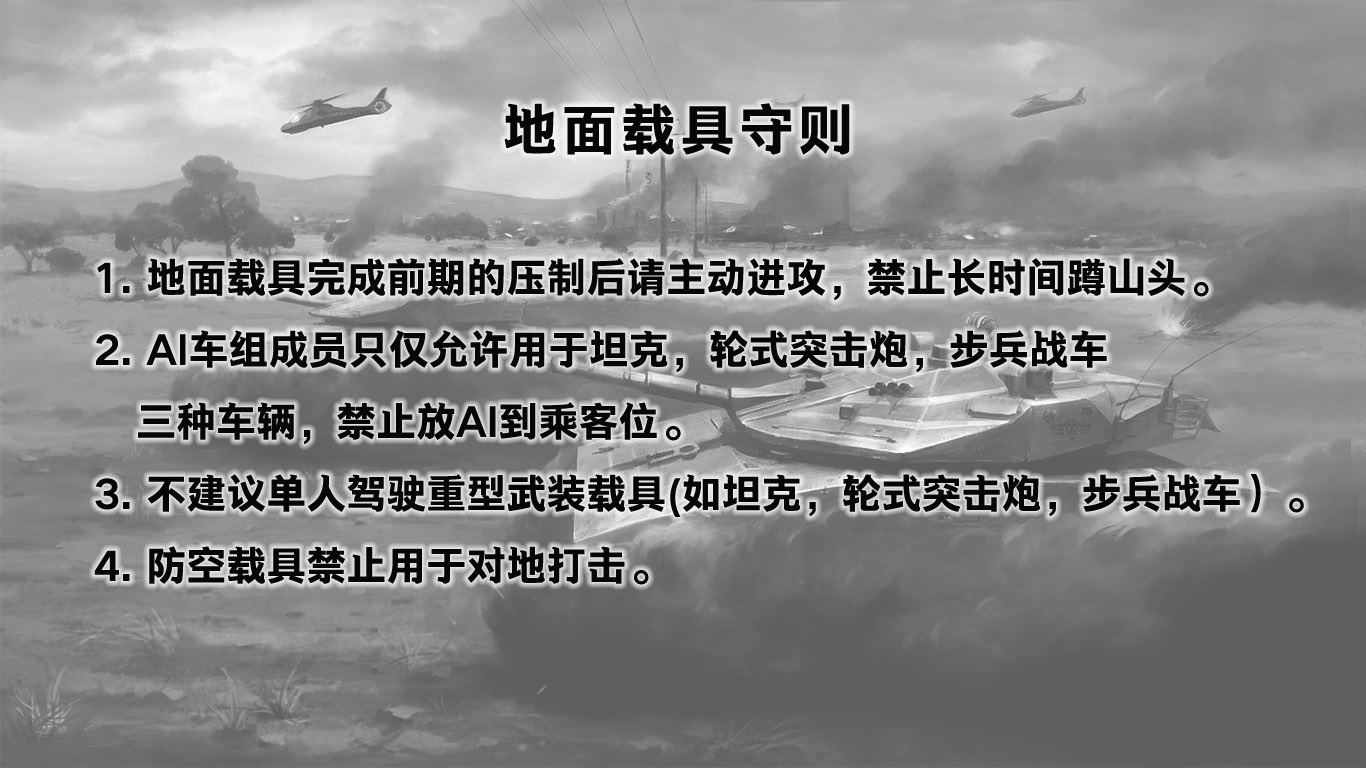 地面载具守则
1. 地面载具完成前期的压制后请主动进攻，禁止长时间蹲山头。
2. AI车组成员只仅允许用于坦克，轮式突击炮，步兵战车
三种车辆，禁止放AI到乘客位。
3. 不建议单人驾驶重型武装载具(如坦克，轮式突击炮，步兵战车）。
4. 防空载具禁止用于对地打击。